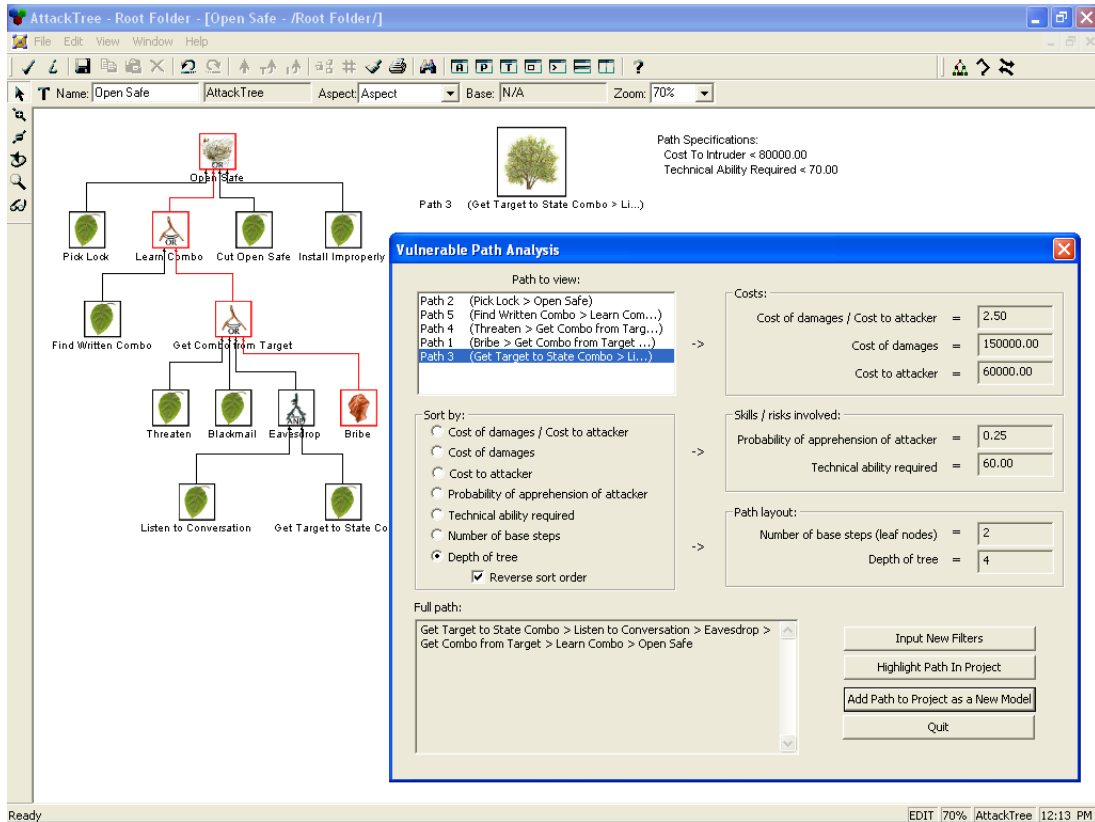 AttackTree - Root Folder - [Open Safe - /Root Folder/]
File Edit View Window Help
A P T ?
T Name: Open Safe AttackTree Aspect: Aspect Base: N/A Zoom: 70%
OR
Open Safe
Path Specifications:
Cost To Intruder < 80000.00
Technical Ability Required < 70.00
Path 3 (Get Target to State Combo > Li...)
OR
Pick Lock Learn Combo Cut Open Safe Install Improperly
OR
Find Written Combo Get Combo from Target
AND
Threaten Blackmail Eavesdrop Bribe
Listen to Conversation Get Target to State Co
Vulnerable Path Analysis
Path to view:
Path 2 (Pick Lock > Open Safe)
Path 5 (Find Written Combo > Learn Com...)
Path 4 (Threaten > Get Combo from Targ...)
Path 1 (Bribe > Get Combo from Target ...)
Path 3 (Get Target to State Combo > Li...)
->
Costs:
Cost of damages / Cost to attacker = 2.50
Cost of damages = 150000.00
Cost to attacker = 60000.00
Sort by:
Cost of damages / Cost to attacker
Cost of damages
Cost to attacker
Probability of apprehension of attacker
Technical ability required
Number of base steps
Depth of tree
Reverse sort order
->
Skills / risks involved:
Probability of apprehension of attacker = 0.25
Technical ability required = 60.00
->
Path layout:
Number of base steps (leaf nodes) = 2
Depth of tree = 4
Full path:
Get Target to State Combo > Listen to Conversation > Eavesdrop >
Get Combo from Target > Learn Combo > Open Safe
Input New Filters
Highlight Path In Project
Add Path to Project as a New Model
Quit
Ready EDIT 70% AttackTree 12:13 PM